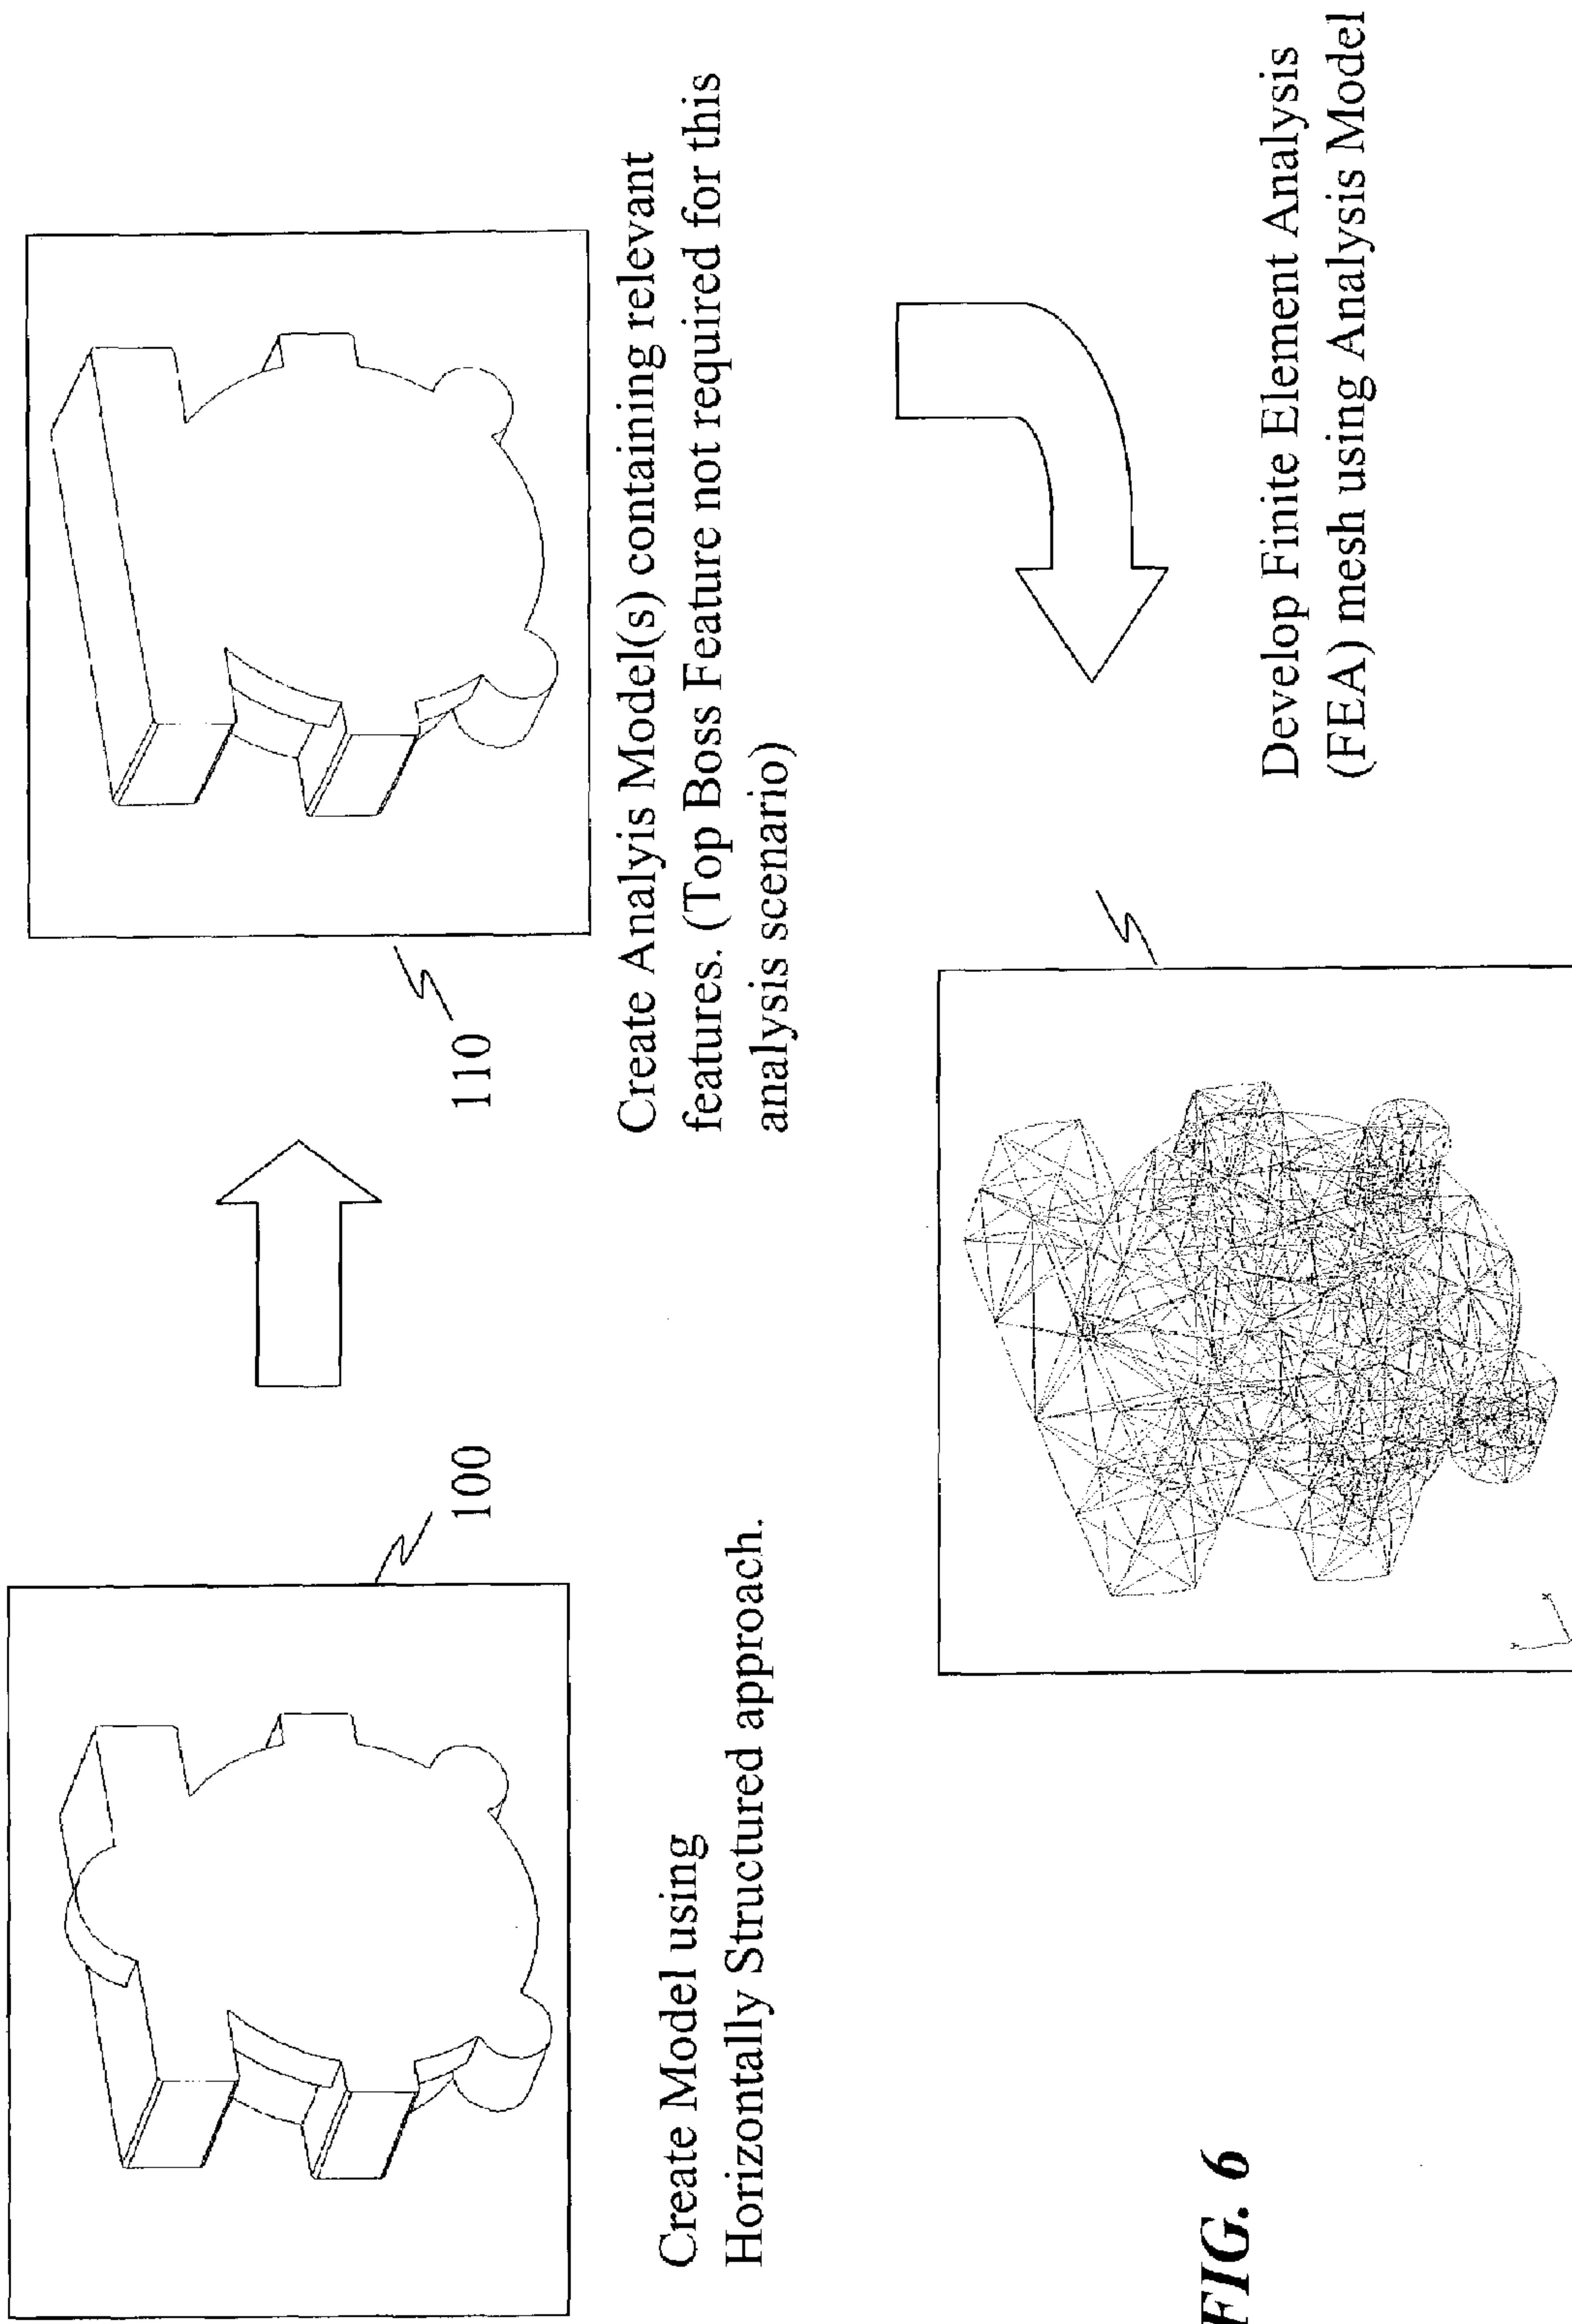 100
Create Model using
Horizontally Structured approach.
110
Create Analyis Model(s) containing relevant
features. (Top Boss Feature not required for this
analysis scenario)
Develop Finite Element Analysis
(FEA) mesh using Analysis Model
FIG. 6